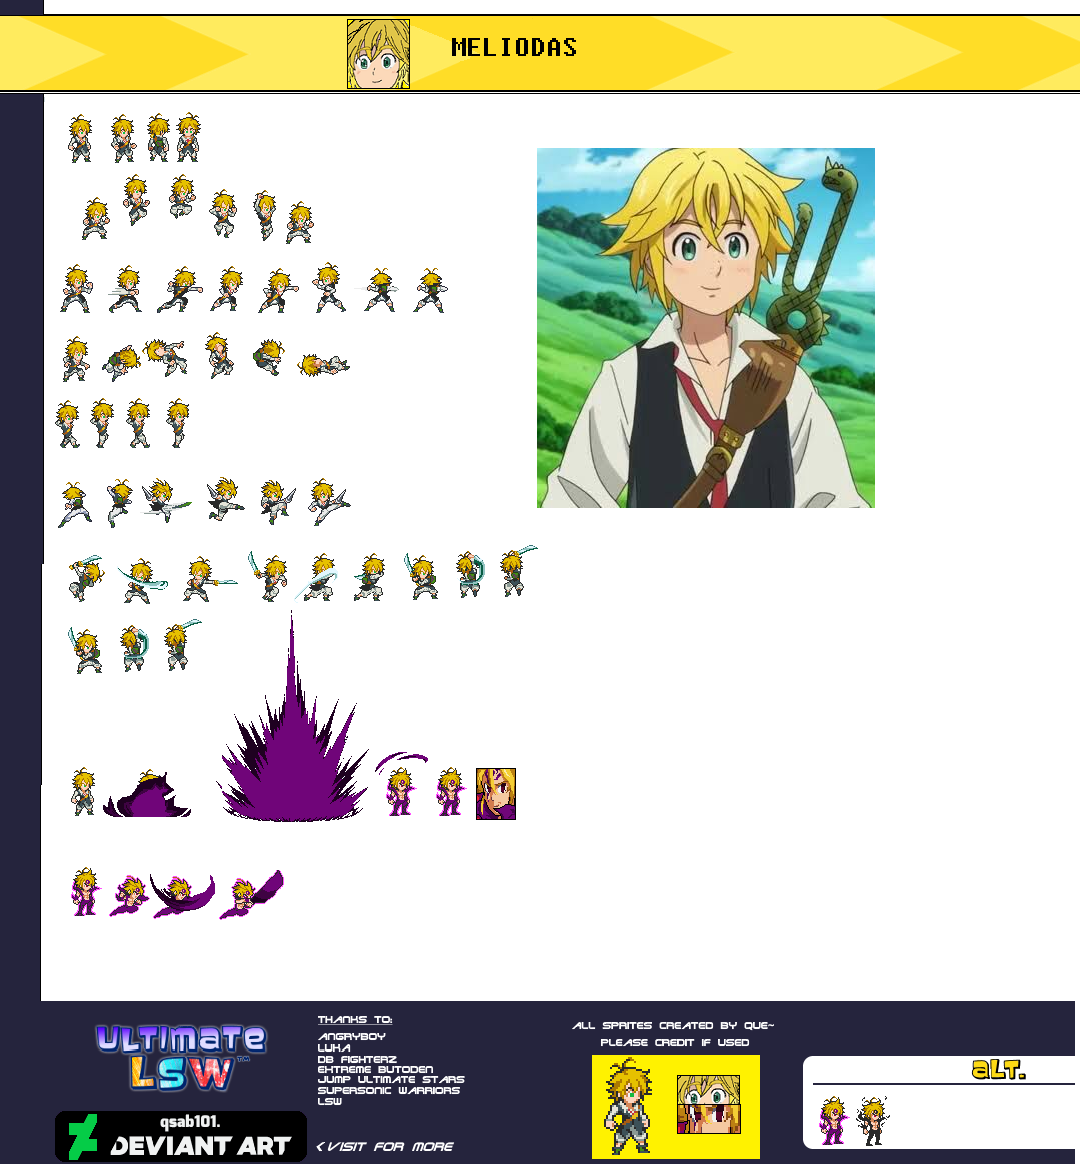 MELIODAS
ULTIMATE
LSW™
THANKS TO:
ANGRYBOY
LUKA
DB FIGHTERZ
EXTREME BUTODEN
JUMP ULTIMATE STARS
SUPERSONIC WARRIORS
LSW
qsab101.
DEVIANT ART
< VISIT FOR MORE
ALL SPRITES CREATED BY QUE~
PLEASE CREDIT IF USED
ALT.